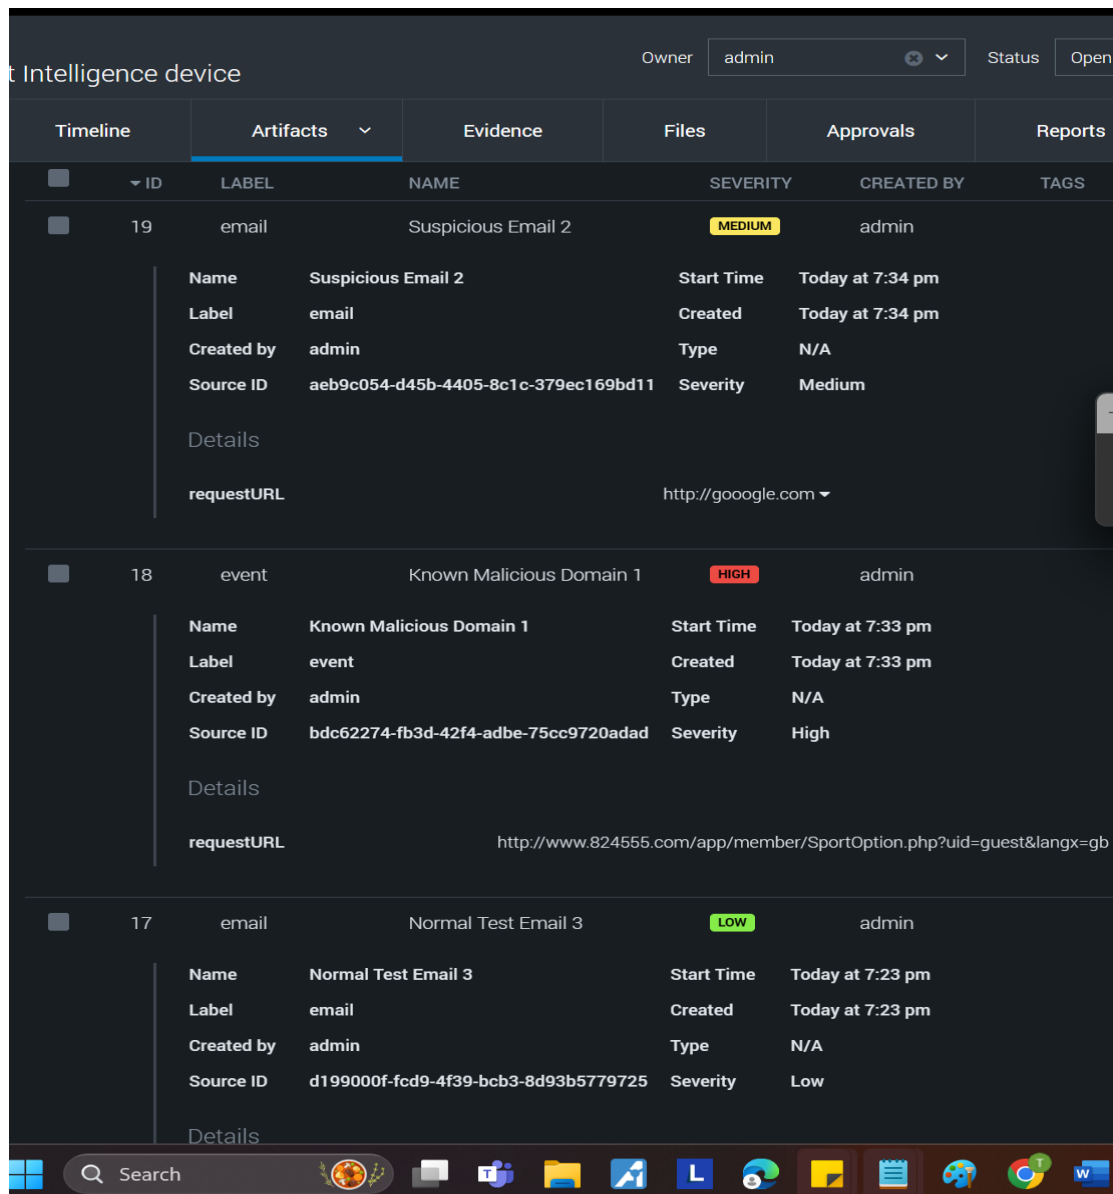 Owner admin Status Open
t Intelligence device
Timeline Artifacts Evidence Files Approvals Reports
ID LABEL NAME SEVERITY CREATED BY TAGS
19 email Suspicious Email 2 MEDIUM admin
Name Suspicious Email 2 Start Time Today at 7:34 pm
Label email Created Today at 7:34 pm
Created by admin Type N/A
Source ID aeb9c054-d45b-4405-8c1c-379ec169bd11 Severity Medium
Details
requestURL http://gooogle.com
18 event Known Malicious Domain 1 HIGH admin
Name Known Malicious Domain 1 Start Time Today at 7:33 pm
Label event Created Today at 7:33 pm
Created by admin Type N/A
Source ID bdc62274-fb3d-42f4-adbe-75cc9720adad Severity High
Details
requestURL http://www.824555.com/app/member/SportOption.php?uid=guest&langx=gb
17 email Normal Test Email 3 LOW admin
Name Normal Test Email 3 Start Time Today at 7:23 pm
Label email Created Today at 7:23 pm
Created by admin Type N/A
Source ID d199000f-fcd9-4f39-bcb3-8d93b5779725 Severity Low
Details
Search T L T W